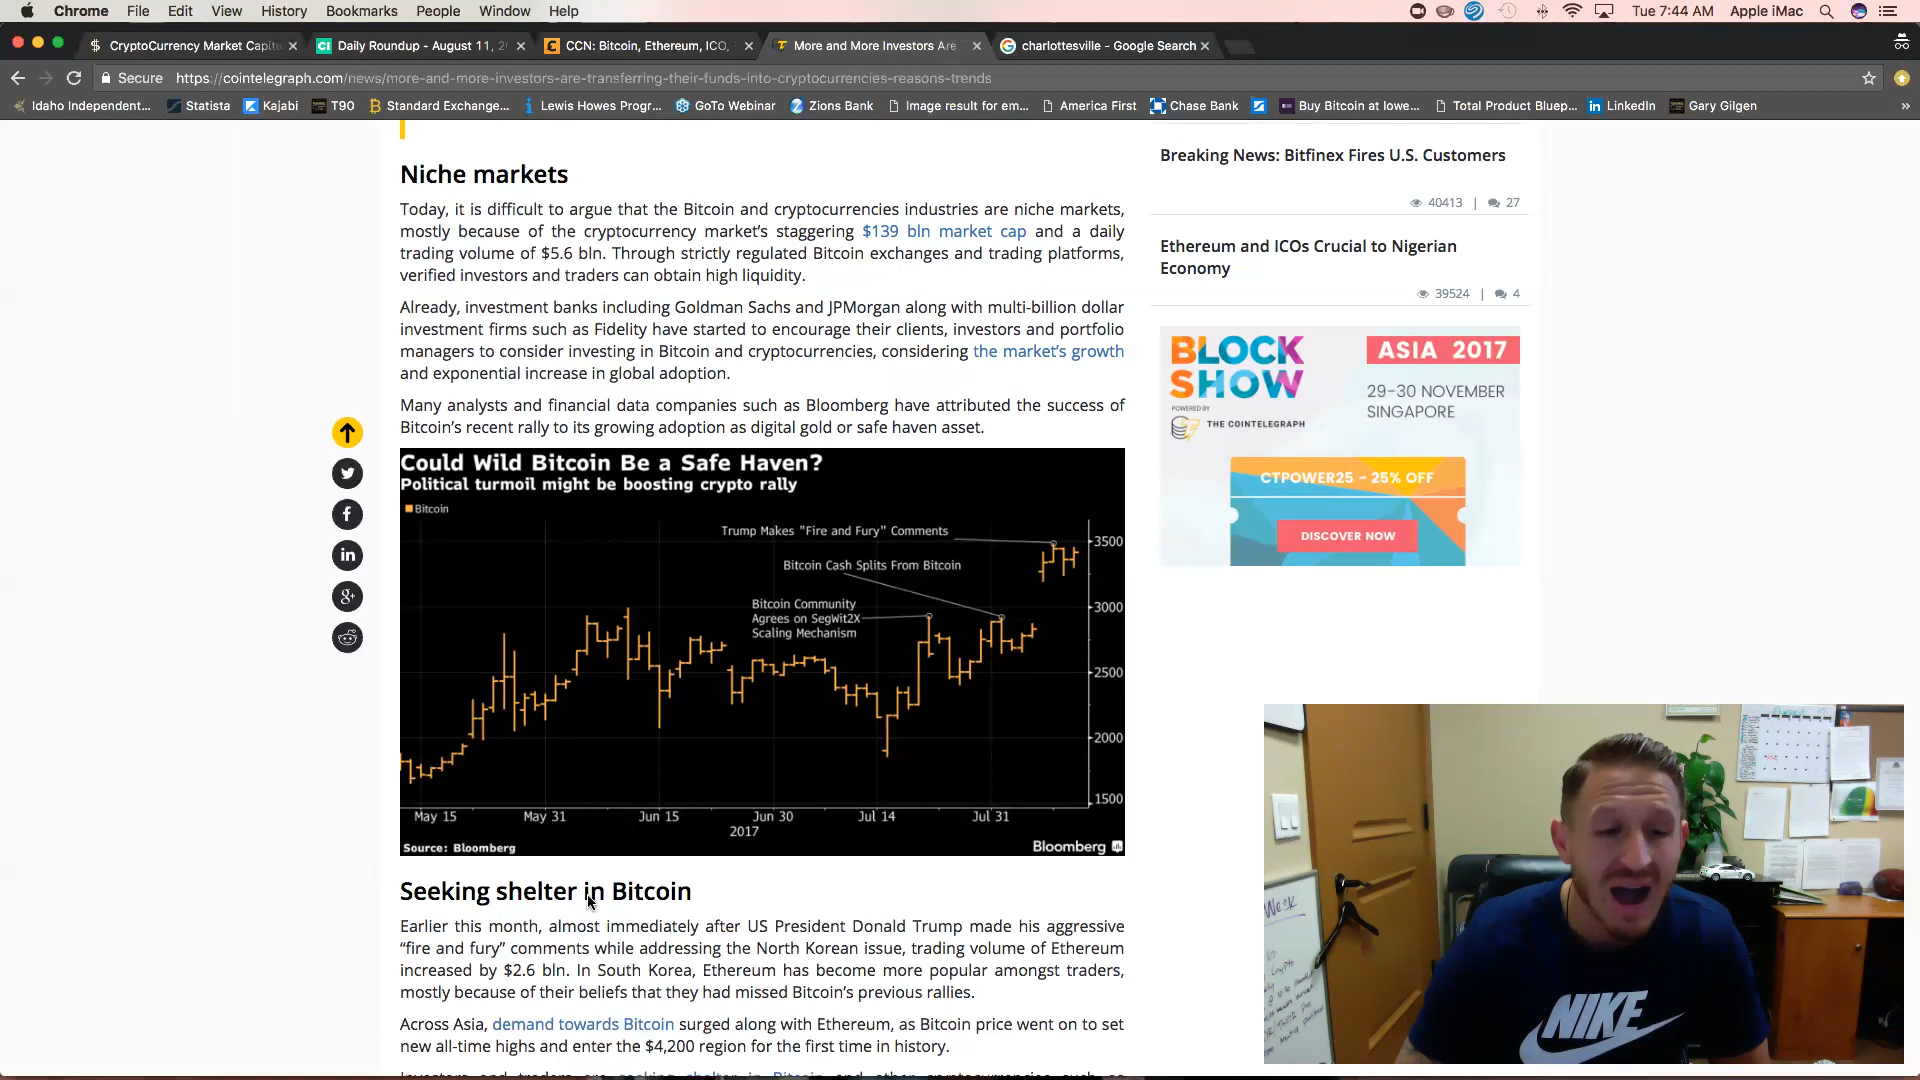 Chrome File Edit View History Bookmarks People Window Help Tue 7:44 AM Apple iMac
CryptoCurrency Market Capita Daily Roundup - August 11, 2 CCN: Bitcoin, Ethereum, ICO, More and More Investors Are charlottesville - Google Search
Secure https://cointelegraph.com/news/more-and-more-investors-are-transferring-their-funds-into-cryptocurrencies-reasons-trends
Idaho Independent... Statista Kajabi T90 Standard Exchange... Lewis Howes Progr... GoTo Webinar Zions Bank Image result for em... America First Chase Bank Buy Bitcoin at lowe... Total Product Bluep... LinkedIn Gary Gilgen
Niche markets
Today, it is difficult to argue that the Bitcoin and cryptocurrencies industries are niche markets,
mostly because of the cryptocurrency market's staggering $139 bln market cap and a daily
trading volume of $5.6 bln. Through strictly regulated Bitcoin exchanges and trading platforms,
verified investors and traders can obtain high liquidity.
Already, investment banks including Goldman Sachs and JPMorgan along with multi-billion dollar
investment firms such as Fidelity have started to encourage their clients, investors and portfolio
managers to consider investing in Bitcoin and cryptocurrencies, considering the market's growth
and exponential increase in global adoption.
Many analysts and financial data companies such as Bloomberg have attributed the success of
Bitcoin's recent rally to its growing adoption as digital gold or safe haven asset.
Could Wild Bitcoin Be a Safe Haven?
Political turmoil might be boosting crypto rally
Bitcoin
Trump Makes "Fire and Fury" Comments
Bitcoin Cash Splits From Bitcoin
Bitcoin Community
Agrees on SegWit2X
Scaling Mechanism
3500
3000
2500
2000
1500
May 15 May 31 Jun 15 Jun 30 Jul 14 Jul 31
2017
Source: Bloomberg Bloomberg
Seeking shelter in Bitcoin
Earlier this month, almost immediately after US President Donald Trump made his aggressive
“fire and fury” comments while addressing the North Korean issue, trading volume of Ethereum
increased by $2.6 bln. In South Korea, Ethereum has become more popular amongst traders,
mostly because of their beliefs that they had missed Bitcoin's previous rallies.
Across Asia, demand towards Bitcoin surged along with Ethereum, as Bitcoin price went on to set
new all-time highs and enter the $4,200 region for the first time in history.
Breaking News: Bitfinex Fires U.S. Customers
40413 | 27
Ethereum and ICOs Crucial to Nigerian
Economy
39524 | 4
BLOCK
SHOW
POWERED BY
THE COINTELEGRAPH
ASIA 2017
29-30 NOVEMBER
SINGAPORE
CTPOWER25 - 25% OFF
DISCOVER NOW
NIKE